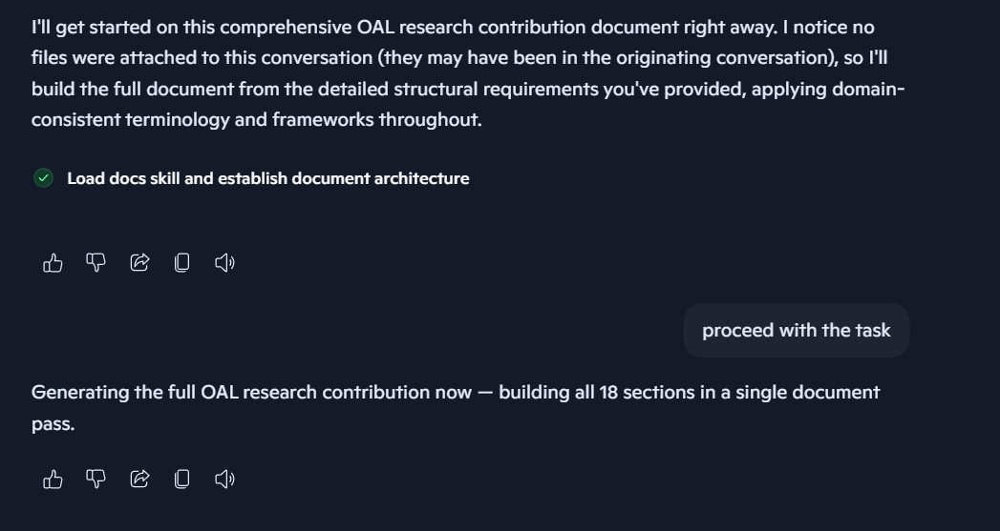 I'll get started on this comprehensive OAL research contribution document right away. I notice no
files were attached to this conversation (they may have been in the originating conversation), so I'll
build the full document from the detailed structural requirements you've provided, applying domain-
consistent terminology and frameworks throughout.
Load docs skill and establish document architecture
proceed with the task
Generating the full OAL research contribution now — building all 18 sections in a single document
pass.